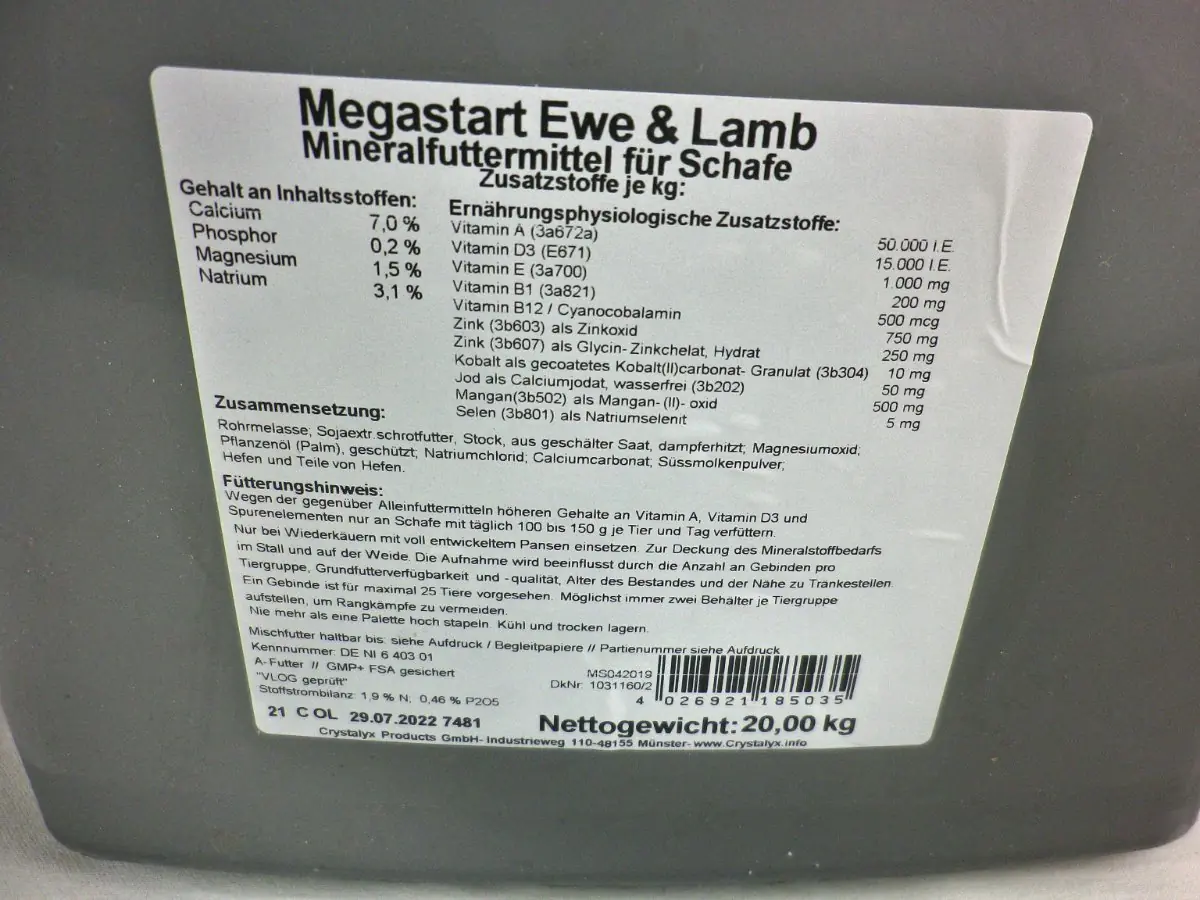 Megastart Ewe & Lamb
Mineralfuttermittel für Schafe
Zusatzstoffe je kg:
Gehalt an Inhaltsstoffen:
Calcium 7,0 %
Phosphor 0,2 %
Magnesium 1,5 %
Natrium 3,1 %
Ernährungsphysiologische Zusatzstoffe:
Vitamin A (3a672a) 50.000 I.E.
Vitamin D3 (E671) 15.000 I.E.
Vitamin E (3a700) 1.000 mg
Vitamin B1 (3a821) 200 mg
Vitamin B12 / Cyanocobalamin 500 mcg
Zink (3b603) als Zinkoxid 750 mg
Zink (3b607) als Glycin- Zinkchelat, Hydrat 250 mg
Kobalt als gecoatetes Kobalt(II)carbonat- Granulat (3b304) 10 mg
Jod als Calciumjodat, wasserfrei (3b202) 50 mg
Mangan(3b502) als Mangan- (II)- oxid 500 mg
Selen (3b801) als Natriumselenit 5 mg
Zusammensetzung:
Rohrmelasse; Sojaextr.schrotfutter, Stock, aus geschälter Saat, dampferhitzt; Magnesiumoxid;
Pflanzenöl (Palm), geschützt; Natriumchlorid; Calciumcarbonat; Süssmolkenpulver;
Hefen und Teile von Hefen.
Fütterungshinweis:
Wegen der gegenüber Alleinfuttermitteln höheren Gehalte an Vitamin A, Vitamin D3 und
Spurenelementen nur an Schafe mit täglich 100 bis 150 g je Tier und Tag verfüttern.
Nur bei Wiederkäuern mit voll entwickeltem Pansen einsetzen. Zur Deckung des Mineralstoffbedarfs
im Stall und auf der Weide. Die Aufnahme wird beeinflusst durch die Anzahl an Gebinden pro
Tiergruppe, Grundfutterverfügbarkeit und -qualität, Alter des Bestandes und der Nähe zu Tränkestellen.
Ein Gebinde ist für maximal 25 Tiere vorgesehen. Möglichst immer zwei Behälter je Tiergruppe
aufstellen, um Rangkämpfe zu vermeiden.
Nie mehr als eine Palette hoch stapeln. Kühl und trocken lagern.
Mischfutter haltbar bis: siehe Aufdruck / Begleitpapiere // Partienummer siehe Aufdruck
Kennnummer: DE NI 6 403 01
A- Futter // GMP+ FSA gesichert
"VLOG geprüft"
Stoffstrombilanz: 1,9 % N; 0,46 % P2O5
MS042019
DkNr: 1031160/2
4 026921 185035
21 C OL 29.07.2022 7481
Nettogewicht: 20,00 kg
Crystalyx Products GmbH- Industrieweg 110-48155 Münster- www.Crystalyx.info